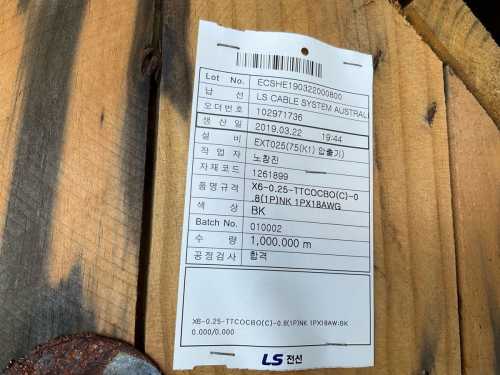 Lot No. ECSHE190322000800
납 선 LS CABLE SYSTEM AUSTRALI
오더번호 102971736
생 산 일 2019.03.22 19:44
설 비 EXT025(75(K1) 압출기)
작 업 자 노창진
자재코드 1261899
품명규격 X6-0.25-TTCOCBO(C)-0
.8(1P)NK 1PX18AWG
색 상 BK
Batch No. 010002
수 량 1,000.000 m
공정검사 합격
X6-0.25-TTCOCBO(C)-0.8(1P)NK 1PX18AW:BK
0.000/0.000
LS 전선